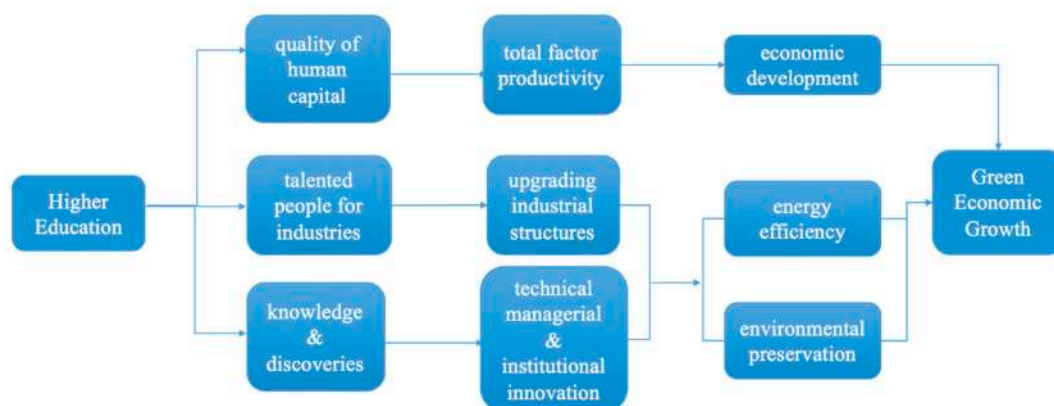 quality of
human
capital
total factor
productivity
economic
development
Higher
Education
talented
people for
industries
upgrading
industrial
structures
energy
efficiency
Green
Economic
Growth
knowledge
&
discoveries
technical
managerial
&
institutional
innovation
environmental
preservation